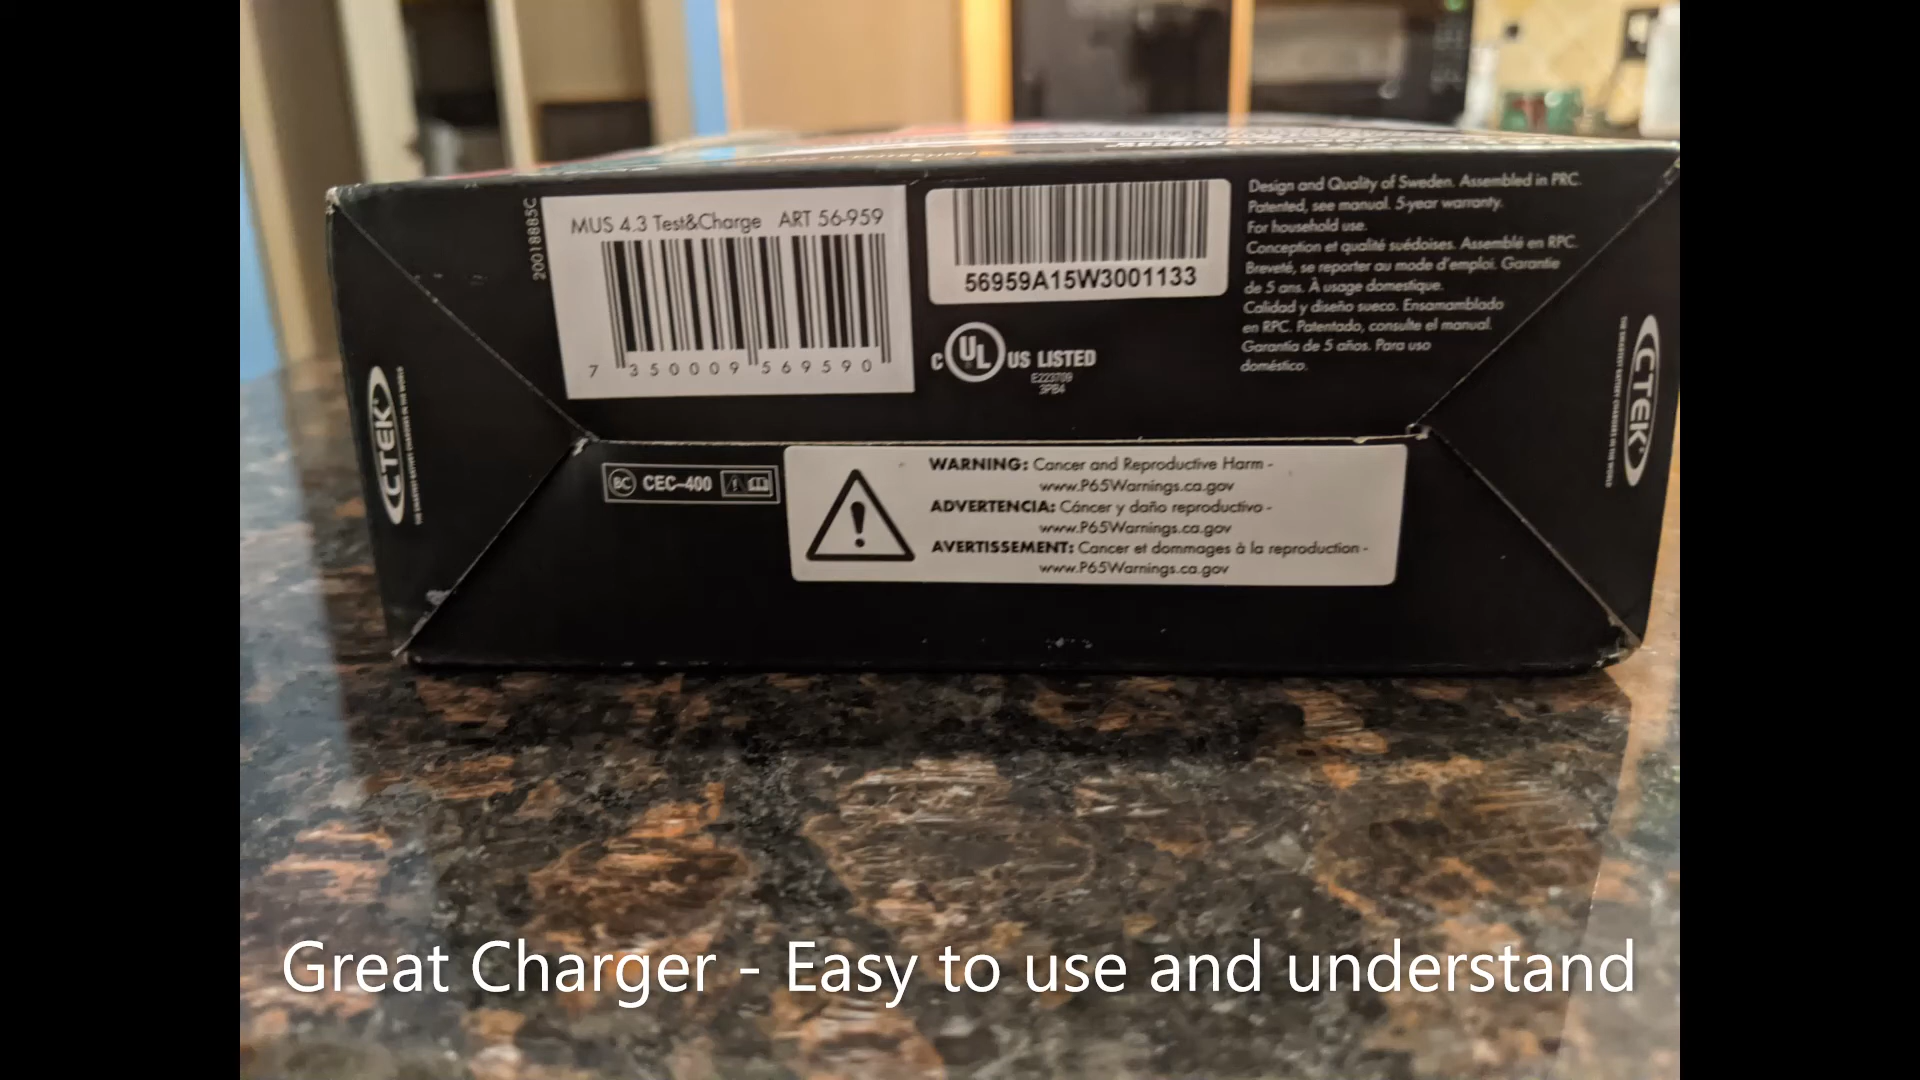 2001885C
MUS 4.3 Test&Charge ART 56-959
7 350009 569590
56959A15W3001133
C UL US LISTED
E223709
3PB4
Design and Quality of Sweden. Assembled in PRC.
Patented, see manual. 5-year warranty.
For household use.
Conception et qualité suédoises. Assemblé en RPC.
Breveté, se reporter au mode d'emploi. Garantie
de 5 ans. À usage domestique.
Calidad y diseño sueco. Ensamamblado
en RPC. Patentado, consulte el manual.
Garantía de 5 años. Para uso
doméstico.
CTEK
CTEK
BC CEC-400
WARNING: Cancer and Reproductive Harm -
www.P65Warnings.ca.gov
ADVERTENCIA: Cáncer y daño reproductivo -
www.P65Warnings.ca.gov
AVERTISSEMENT: Cancer et dommages à la reproduction -
www.P65Warnings.ca.gov
Great Charger - Easy to use and understand